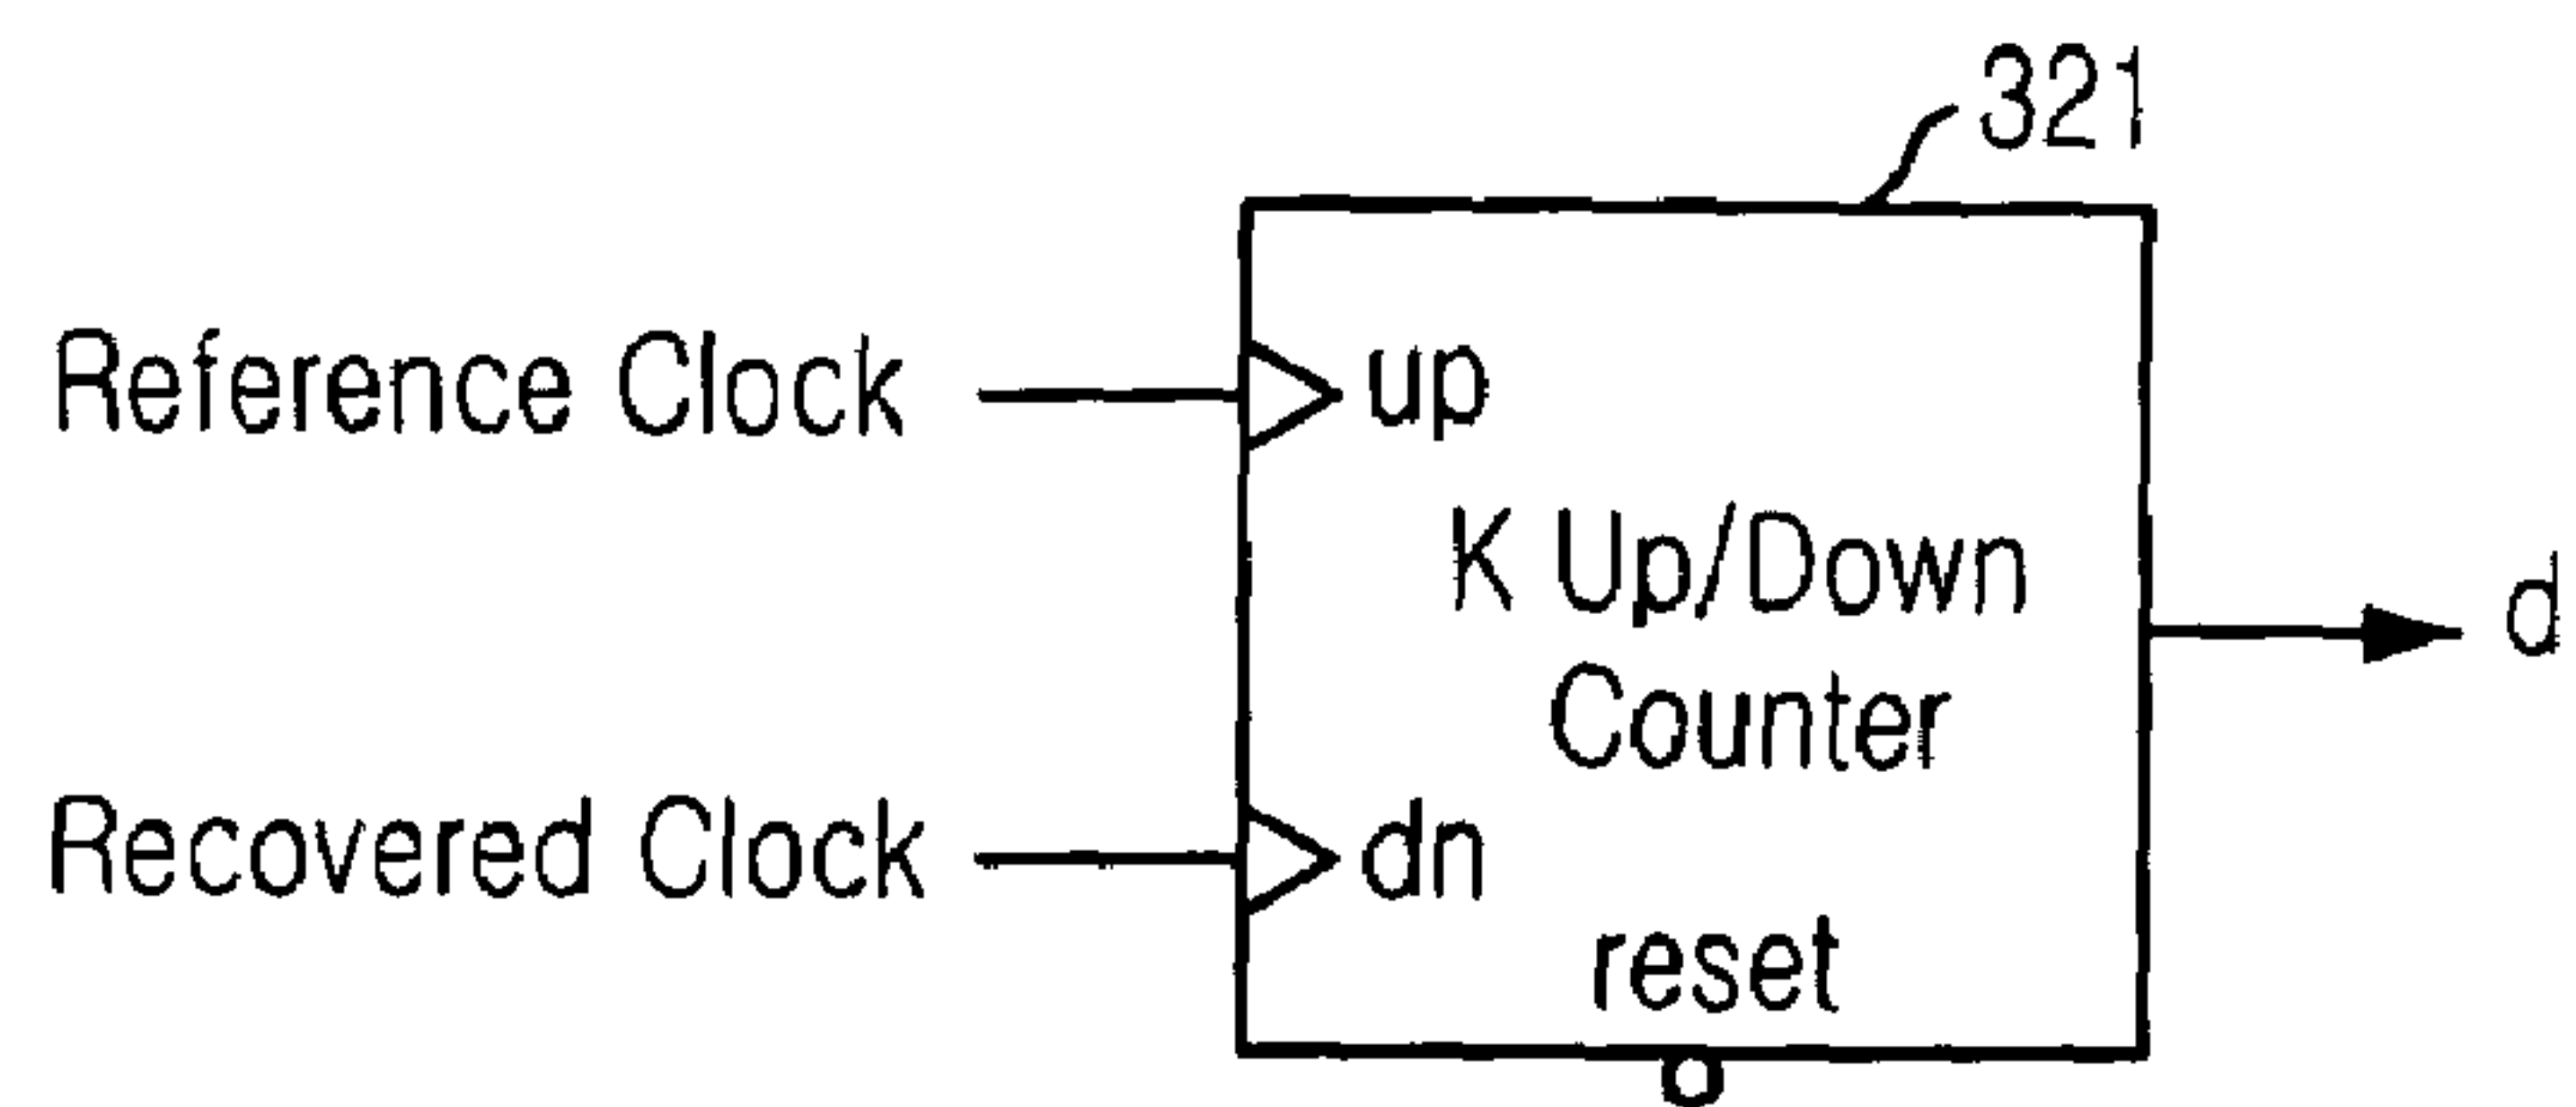 321
Reference Clock
up
K Up/Down
Counter
d
Recovered Clock
dn
reset